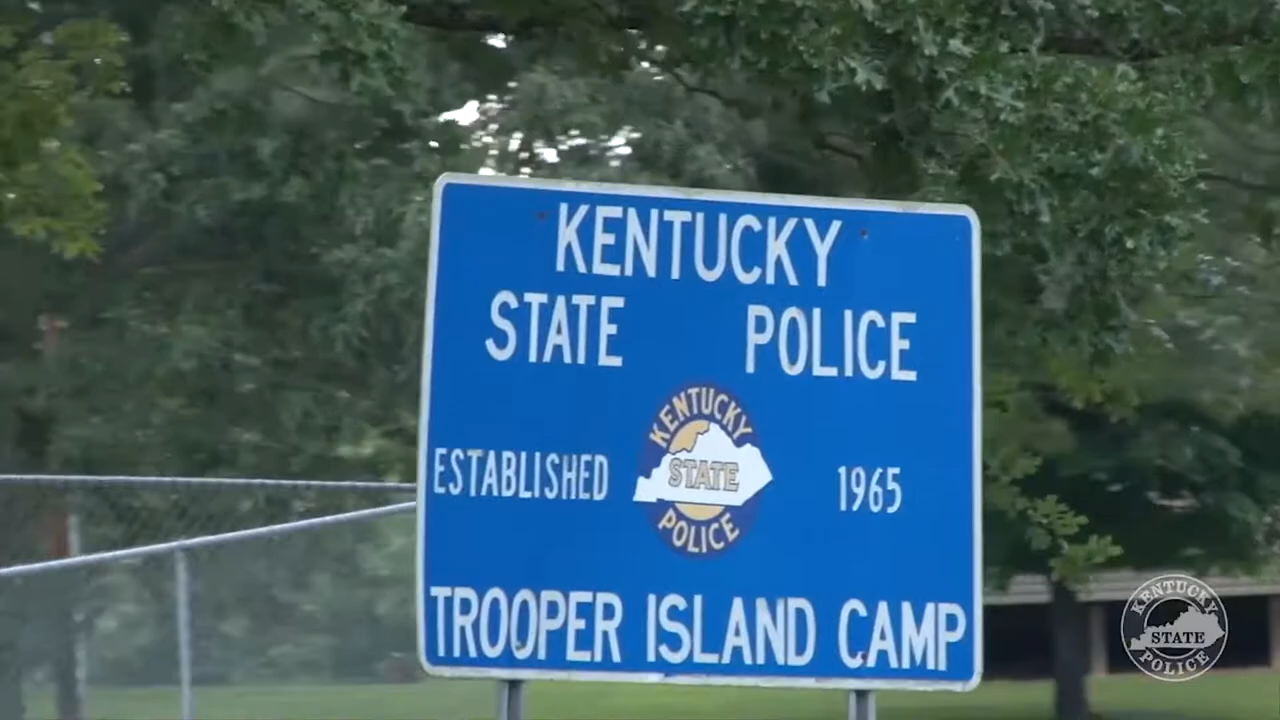 KENTUCKY
STATE POLICE
KENTUCKY
STATE
POLICE
ESTABLISHED 1965
TROOPER ISLAND CAMP
KENTUCKY
STATE
POLICE